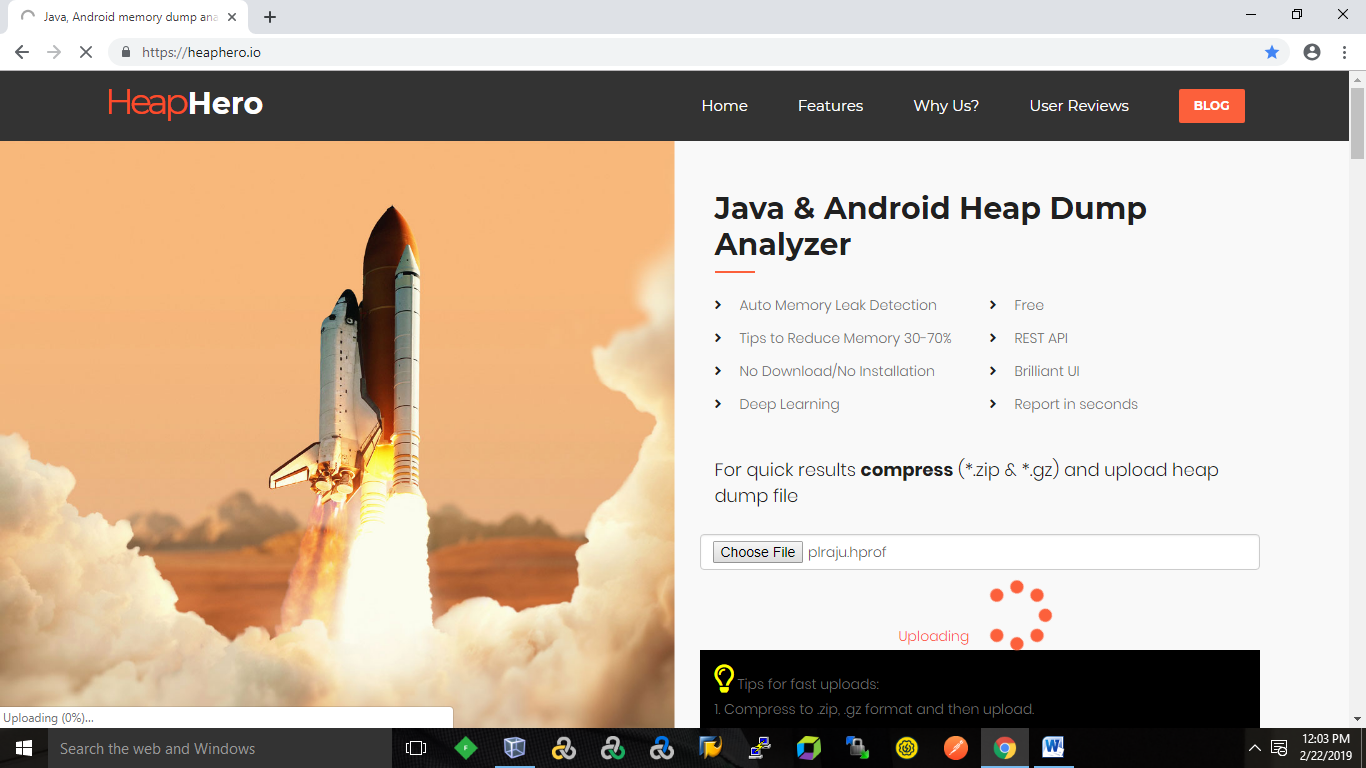 Java, Android memory dump ana
https://heaphero.io
HeapHero
Home Features Why Us? User Reviews BLOG
Java & Android Heap Dump
Analyzer
Auto Memory Leak Detection Free
Tips to Reduce Memory 30-70% REST API
No Download/No Installation Brilliant UI
Deep Learning Report in seconds
For quick results compress (*.zip & *.gz) and upload heap
dump file
Choose File plraju.hprof
Uploading
Tips for fast uploads:
1. Compress to .zip, .gz format and then upload.
Uploading (0%)...
Search the web and Windows
12:03 PM
2/22/2019